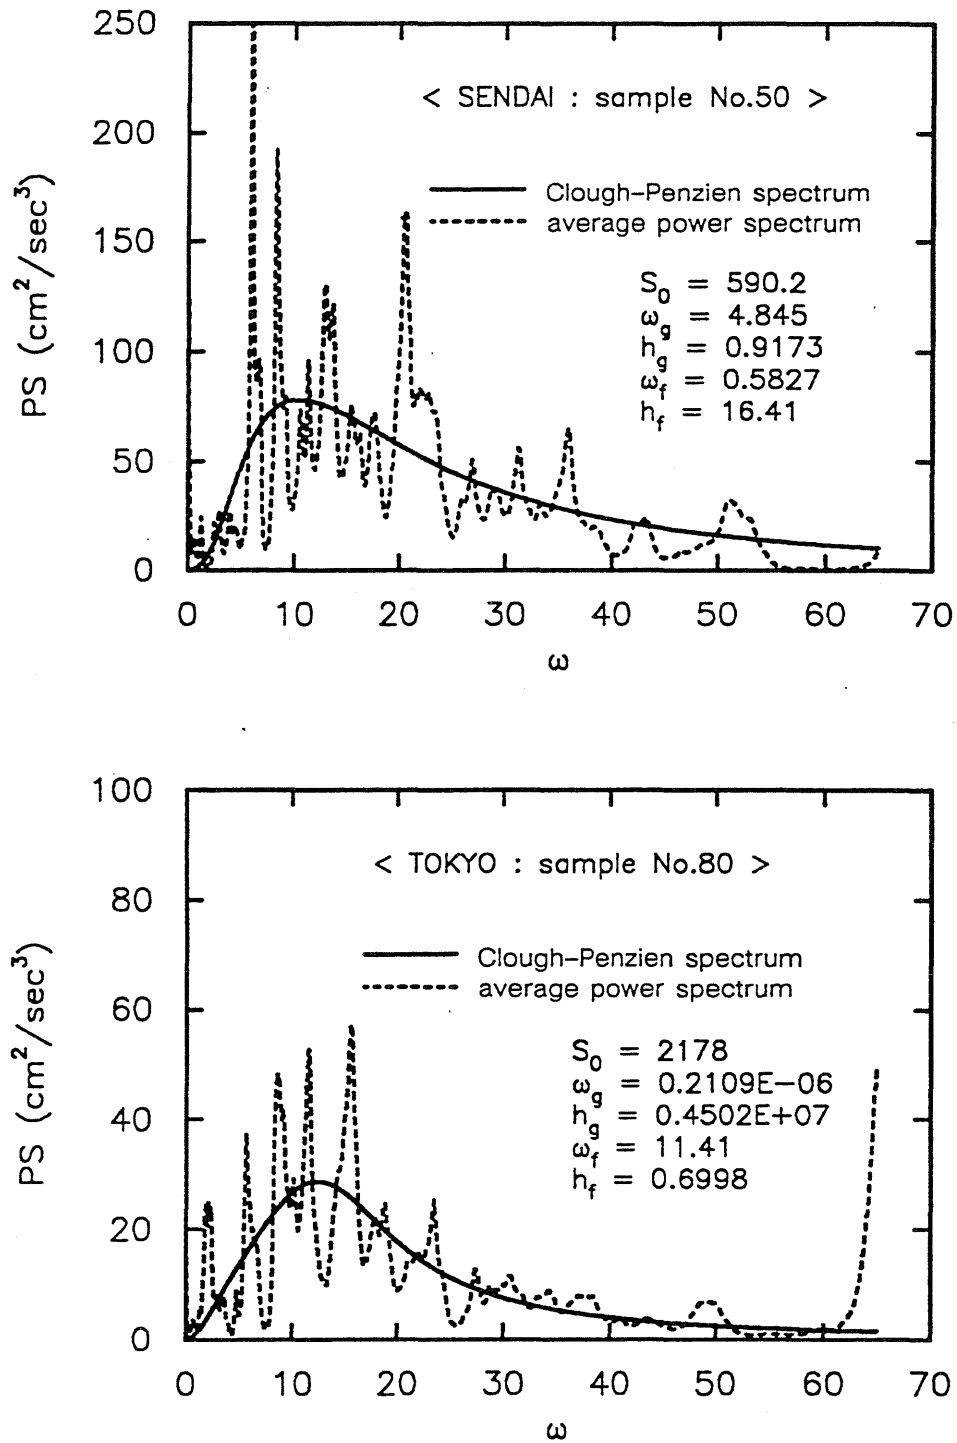 250
200
150
100
50
0
PS (cm²/sec³)
< SENDAI : sample No.50 >
Clough–Penzien spectrum
average power spectrum
S₀ = 590.2
ω_g = 4.845
h_g = 0.9173
ω_f = 0.5827
h_f = 16.41
0 10 20 30 40 50 60 70
ω
100
80
60
40
20
0
PS (cm²/sec³)
< TOKYO : sample No.80 >
Clough–Penzien spectrum
average power spectrum
S₀ = 2178
ω_g = 0.2109E−06
h_g = 0.4502E+07
ω_f = 11.41
h_f = 0.6998
0 10 20 30 40 50 60 70
ω